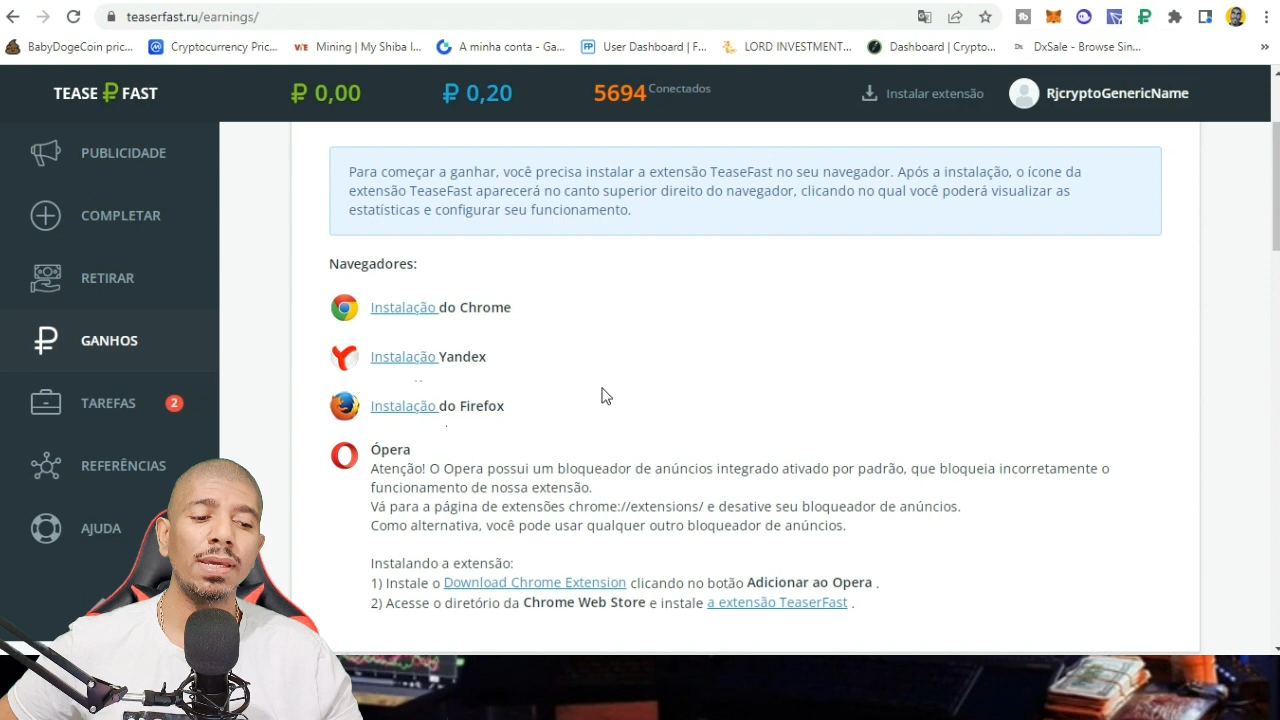 teaserfast.ru/earnings/
BabyDogeCoin pric...
Cryptocurrency Pric...
Mining | My Shiba I...
A minha conta - Ga...
User Dashboard | F...
LORD INVESTMENT...
Dashboard | Crypto...
DxSale - Browse Sin...
»
TEASE ₽ FAST
₽ 0,00
₽ 0,20
5694 Conectados
Instalar extensão
RjcryptoGenericName
PUBLICIDADE
COMPLETAR
RETIRAR
GANHOS
TAREFAS 2
REFERÊNCIAS
AJUDA
Para começar a ganhar, você precisa instalar a extensão TeaseFast no seu navegador. Após a instalação, o ícone da
extensão TeaseFast aparecerá no canto superior direito do navegador, clicando no qual você poderá visualizar as
estatísticas e configurar seu funcionamento.
Navegadores:
Instalação do Chrome
Instalação Yandex
Instalação do Firefox
Ópera
Atenção! O Opera possui um bloqueador de anúncios integrado ativado por padrão, que bloqueia incorretamente o
funcionamento de nossa extensão.
Vá para a página de extensões chrome://extensions/ e desative seu bloqueador de anúncios.
Como alternativa, você pode usar qualquer outro bloqueador de anúncios.
Instalando a extensão:
1) Instale o Download Chrome Extension clicando no botão Adicionar ao Opera .
2) Acesse o diretório da Chrome Web Store e instale a extensão TeaserFast .